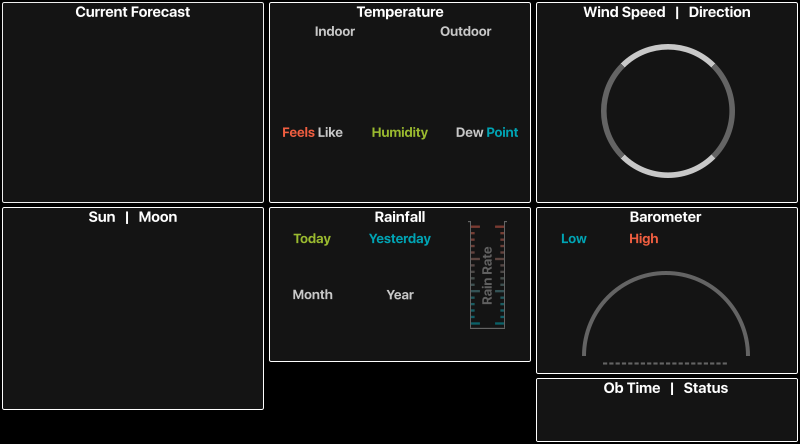 Current Forecast
Temperature
Indoor
Outdoor
Feels Like
Humidity
Dew Point
Wind Speed | Direction
Sun | Moon
Rainfall
Today
Yesterday
Month
Year
Rain Rate
Barometer
Low
High
Ob Time | Status